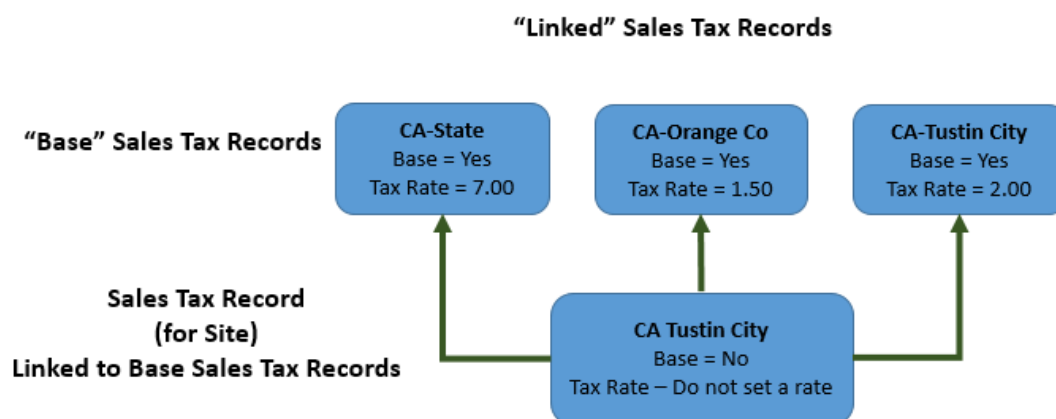 “Linked” Sales Tax Records
“Base” Sales Tax Records
CA-State
Base = Yes
Tax Rate = 7.00
CA-Orange Co
Base = Yes
Tax Rate = 1.50
CA-Tustin City
Base = Yes
Tax Rate = 2.00
Sales Tax Record
(for Site)
Linked to Base Sales Tax Records
CA Tustin City
Base = No
Tax Rate – Do not set a rate